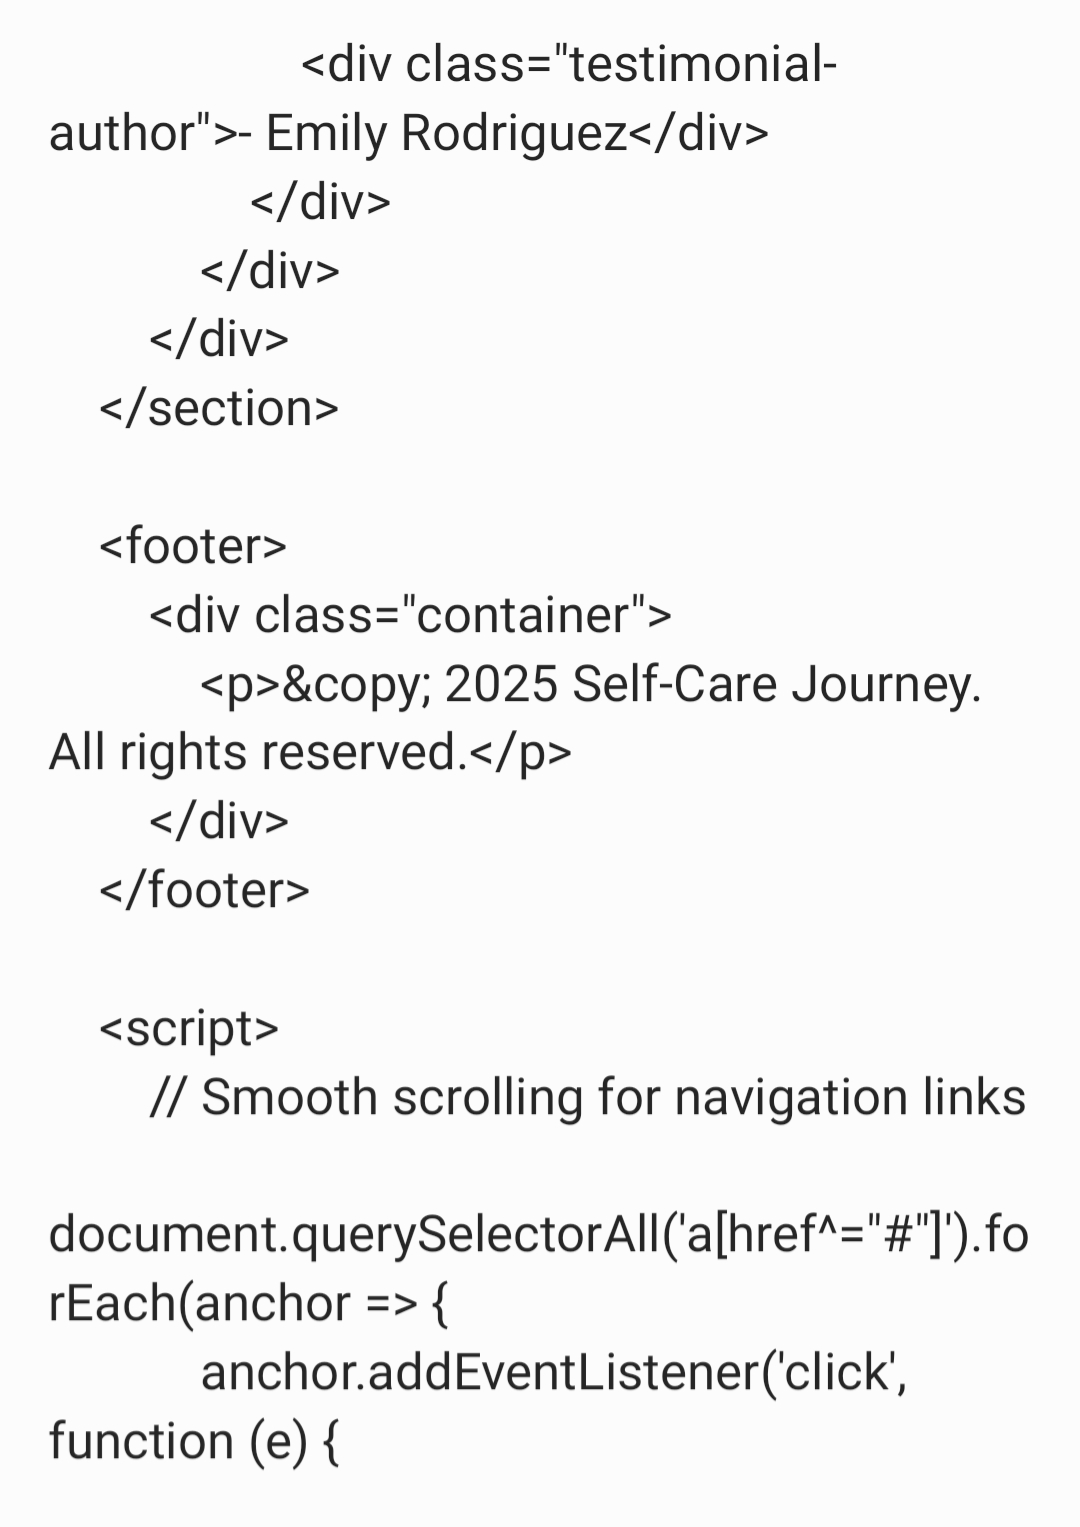 <div class="testimonial-
author">- Emily Rodriguez</div>
</div>
</div>
</div>
</section>
<footer>
<div class="container">
<p>&copy; 2025 Self-Care Journey.
All rights reserved.</p>
</div>
</footer>
<script>
// Smooth scrolling for navigation links
document.querySelectorAll('a[href^="#"]').fo
rEach(anchor => {
anchor.addEventListener('click',
function (e) {